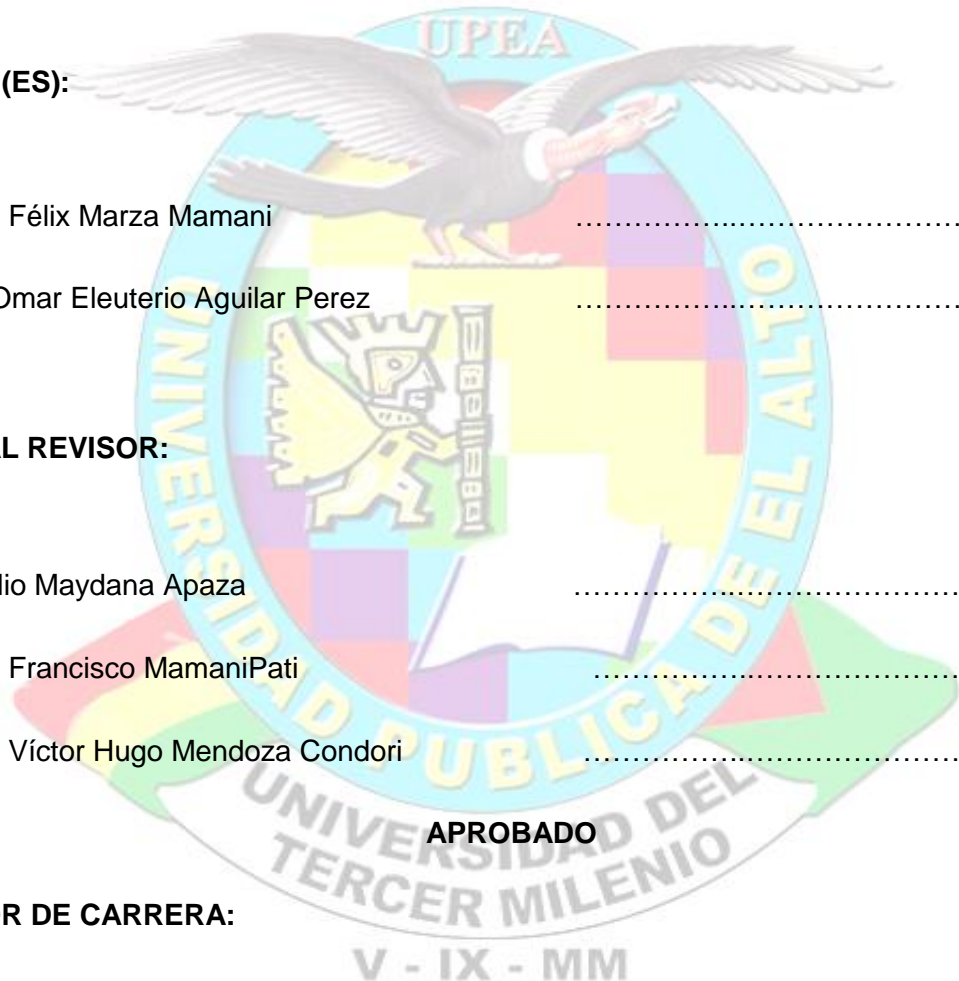 UPEA
(ES):
Félix Marza Mamani ……………..…………………
Omar Eleuterio Aguilar Perez ……………..…………………
L REVISOR:
lio Maydana Apaza ……………..…………………
Francisco MamaniPati ……………..…………………
Víctor Hugo Mendoza Condori ……………..…………………
UNIVERSIDAD PUBLICA DE EL ALTO
APROBADO
UNIVERSIDAD DEL
TERCER MILENIO
R DE CARRERA:
V - IX - MM